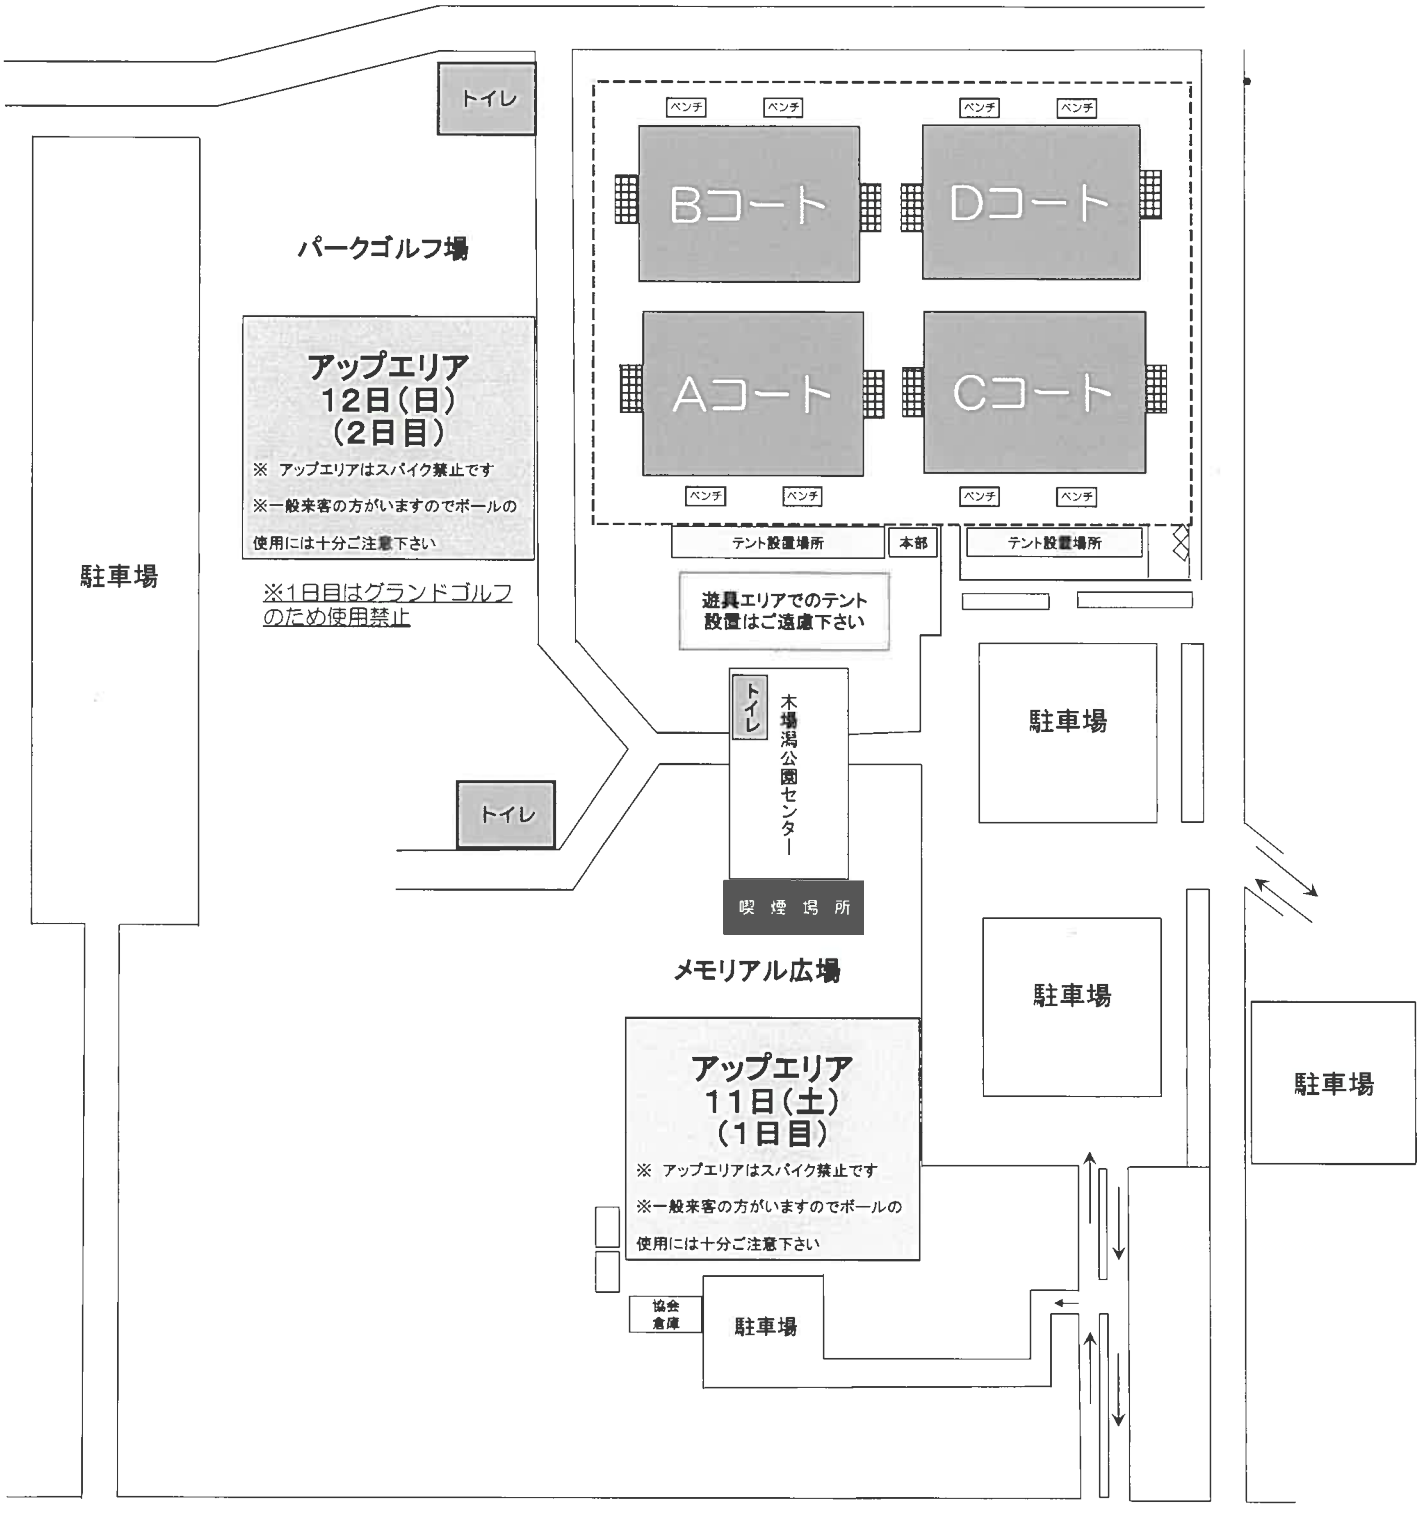 トイレ
ベンチ
ベンチ
ベンチ
ベンチ
Bコート
Dコート
パークゴルフ場
アップエリア
12日(日)
(2日目)
※ アップエリアはスパイク禁止です
※一般来客の方がいますのでボールの
使用には十分ご注意下さい
Aコート
Cコート
ベンチ
ベンチ
ベンチ
ベンチ
テント設置場所
本部
テント設置場所
駐車場
※1日目はグランドゴルフ
のため使用禁止
遊具エリアでのテント
設置はご遠慮下さい
トイレ
木場潟公園センター
駐車場
トイレ
喫煙場所
メモリアル広場
駐車場
アップエリア
11日(土)
(1日目)
※ アップエリアはスパイク禁止です
※一般来客の方がいますのでボールの
使用には十分ご注意下さい
駐車場
協会
倉庫
駐車場